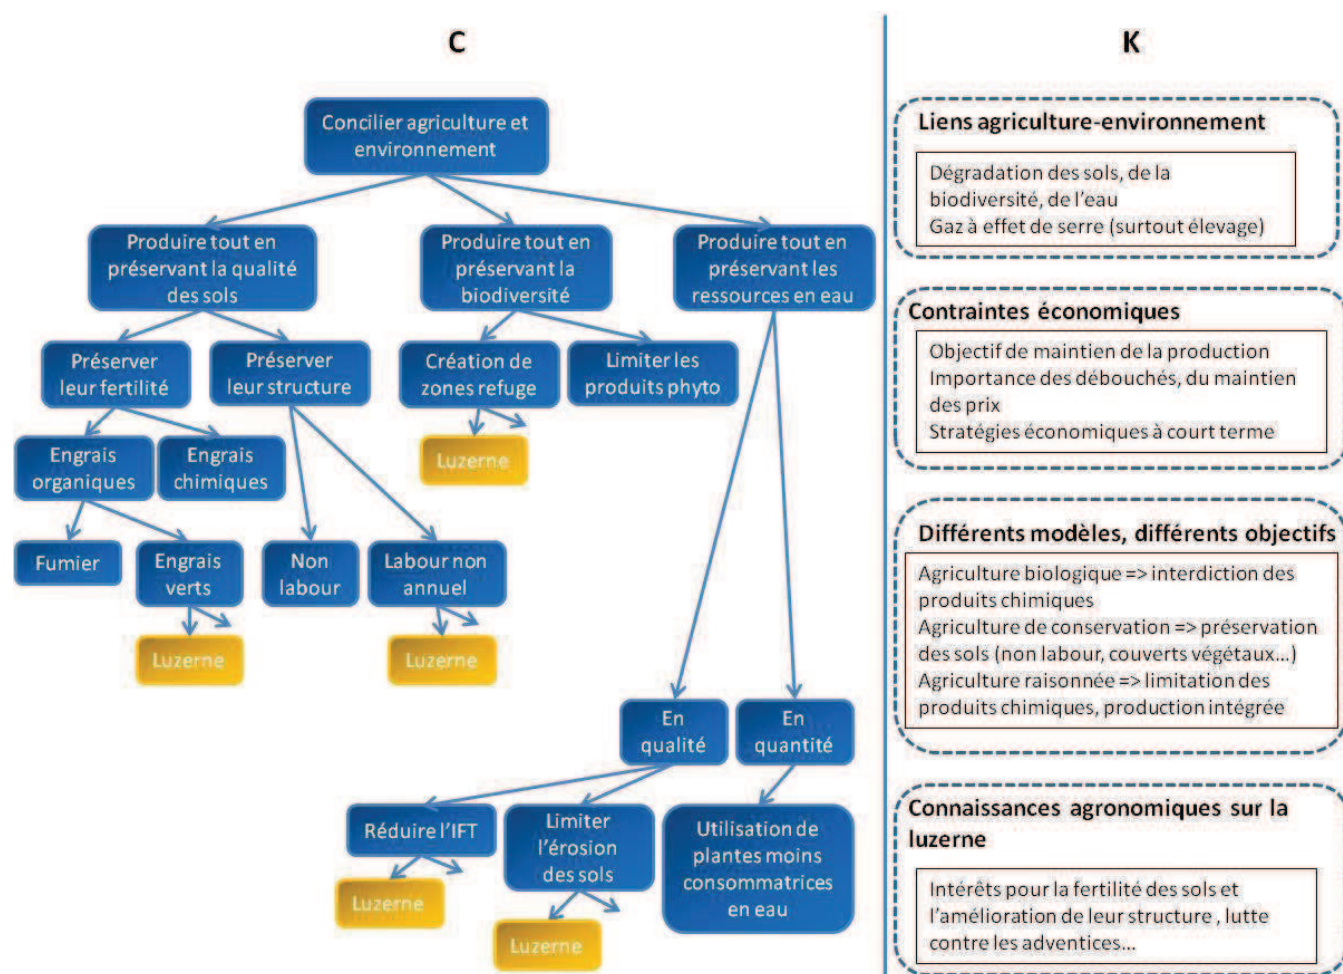 C
Concilier agriculture et
environnement
Produire tout en
préservant la qualité
des sols
Produire tout en
préservant la
biodiversité
Produire tout en
préservant les
ressources en eau
Préserver
leur fertilité
Préserver
leur structure
Création de
zones refuge
Limiter les
produits phyto
Engrais
organiques
Engrais
chimiques
Luzerne
Fumier
Engrais
verts
Non
labour
Labour non
annuel
Luzerne
Luzerne
En
qualité
En
quantité
Réduire l'IFT
Limiter
l'érosion
des sols
Utilisation de
plantes moins
consommatrices
en eau
Luzerne
Luzerne
K
Liens agriculture-environnement
Dégradation des sols, de la
biodiversité, de l'eau
Gaz à effet de serre (surtout élevage)
Contraintes économiques
Objectif de maintien de la production
Importance des débouchés, du maintien
des prix
Stratégies économiques à court terme
Différents modèles, différents objectifs
Agriculture biologique => interdiction des
produits chimiques
Agriculture de conservation => préservation
des sols (non labour, couverts végétaux...)
Agriculture raisonnée => limitation des
produits chimiques, production intégrée
Connaissances agronomiques sur la
luzerne
Intérêts pour la fertilité des sols et
l'amélioration de leur structure , lutte
contre les adventices...